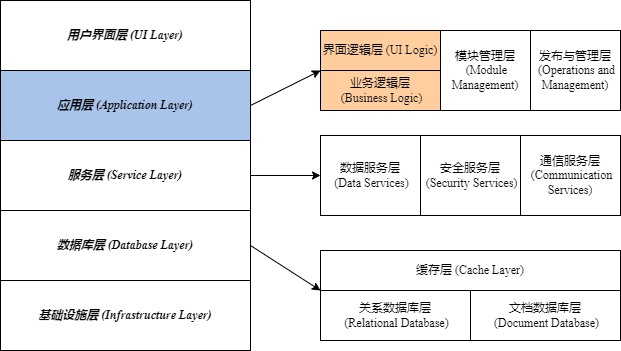 用户界面层 (UI Layer)
应用层 (Application Layer)
服务层 (Service Layer)
数据库层 (Database Layer)
基础设施层 (Infrastructure Layer)
界面逻辑层 (UI Logic)
业务逻辑层
(Business Logic)
模块管理层
(Module
Management)
发布与管理层
(Operations and
Management)
数据服务层
(Data Services)
安全服务层
(Security Services)
通信服务层
(Communication
Services)
缓存层 (Cache Layer)
关系数据库层
(Relational Database)
文档数据库层
(Document Database)